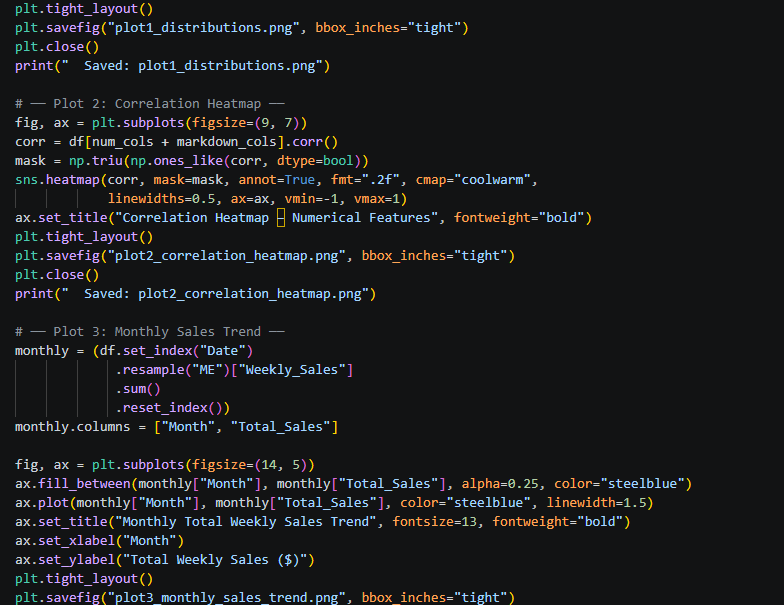 plt.tight_layout()
plt.savefig("plot1_distributions.png", bbox_inches="tight")
plt.close()
print("  Saved: plot1_distributions.png")

# —— Plot 2: Correlation Heatmap ——
fig, ax = plt.subplots(figsize=(9, 7))
corr = df[num_cols + markdown_cols].corr()
mask = np.triu(np.ones_like(corr, dtype=bool))
sns.heatmap(corr, mask=mask, annot=True, fmt=".2f", cmap="coolwarm",
            linewidths=0.5, ax=ax, vmin=-1, vmax=1)
ax.set_title("Correlation Heatmap – Numerical Features", fontweight="bold")
plt.tight_layout()
plt.savefig("plot2_correlation_heatmap.png", bbox_inches="tight")
plt.close()
print("  Saved: plot2_correlation_heatmap.png")

# —— Plot 3: Monthly Sales Trend ——
monthly = (df.set_index("Date")
             .resample("ME")["Weekly_Sales"]
             .sum()
             .reset_index())
monthly.columns = ["Month", "Total_Sales"]

fig, ax = plt.subplots(figsize=(14, 5))
ax.fill_between(monthly["Month"], monthly["Total_Sales"], alpha=0.25, color="steelblue")
ax.plot(monthly["Month"], monthly["Total_Sales"], color="steelblue", linewidth=1.5)
ax.set_title("Monthly Total Weekly Sales Trend", fontsize=13, fontweight="bold")
ax.set_xlabel("Month")
ax.set_ylabel("Total Weekly Sales ($)")
plt.tight_layout()
plt.savefig("plot3_monthly_sales_trend.png", bbox_inches="tight")